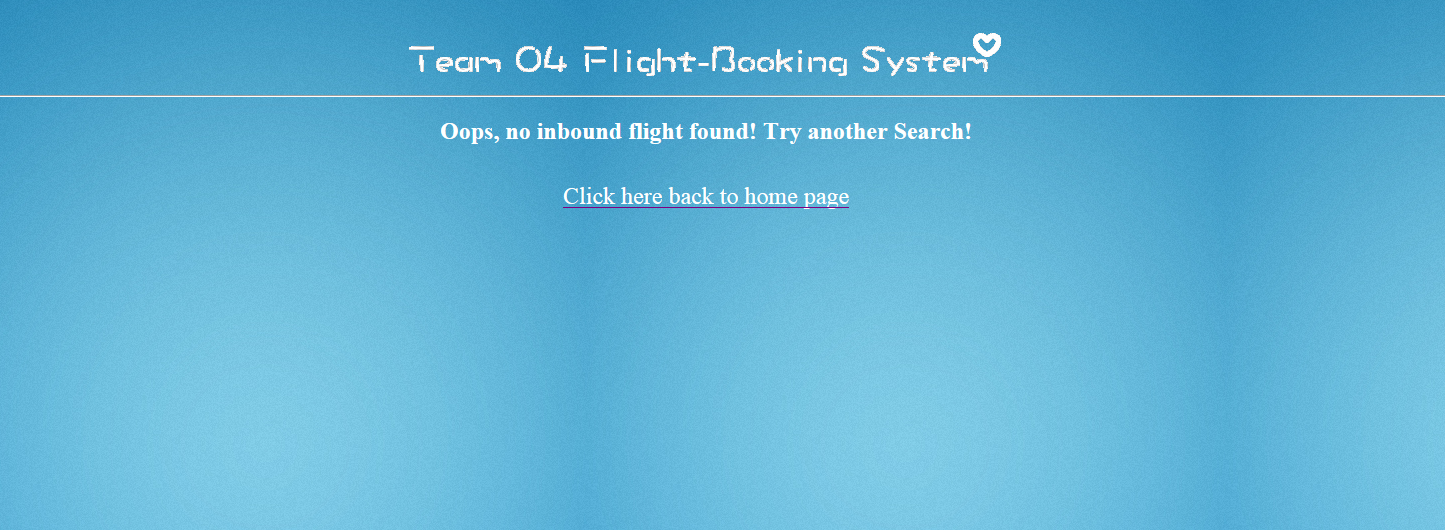 Team 04 Flight-Booking System
Oops, no inbound flight found! Try another Search!
Click here back to home page